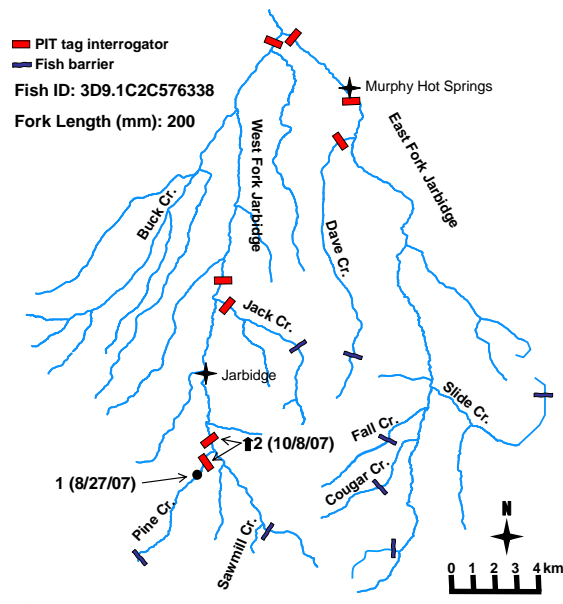 PIT tag interrogator
Fish barrier
Fish ID: 3D9.1C2C576338
Fork Length (mm): 200
Murphy Hot Springs
West Fork Jarbidge
East Fork Jarbidge
Buck Cr.
Dave Cr.
Jack Cr.
Jarbidge
Slide Cr.
Fall Cr.
2 (10/8/07)
Cougar Cr.
1 (8/27/07)
Pine Cr.
Sawmill Cr.
N
0 1 2 3 4 km